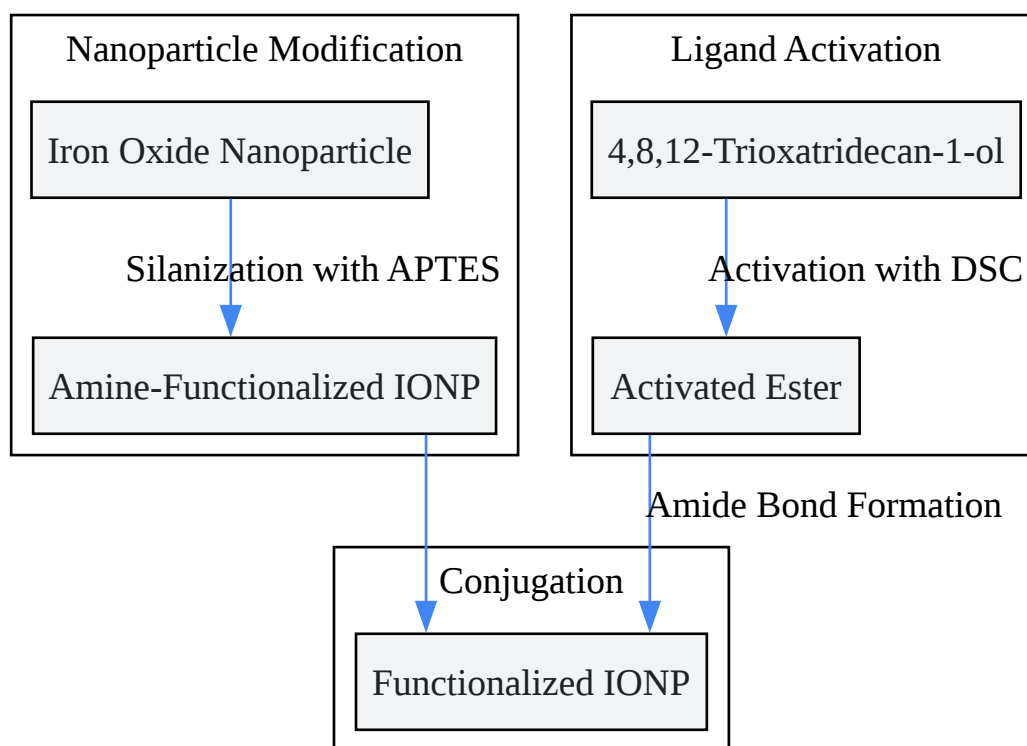 Nanoparticle Modification
Iron Oxide Nanoparticle
Silanization with APTES
Amine-Functionalized IONP
Ligand Activation
4,8,12-Trioxatridecan-1-ol
Activation with DSC
Activated Ester
Amide Bond Formation
Conjugation
Functionalized IONP